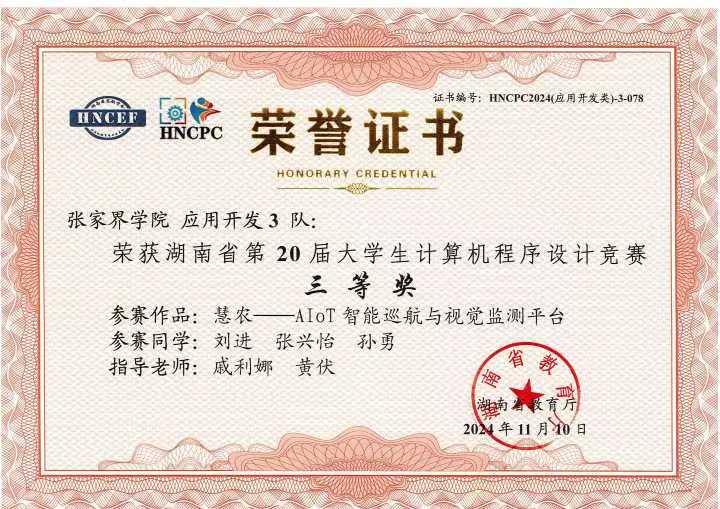 证书编号：HNCPC2024(应用开发类)-3-078
HNCEF
HNCPC
荣誉证书
HONORARY CREDENTIAL
张家界学院 应用开发3 队：
荣获湖南省第 20 届大学生计算机程序设计竞赛
三 等 奖
参赛作品：慧农——AIoT 智能巡航与视觉监测平台
参赛同学：刘进 张兴怡 孙勇
指导老师：戚利娜 黄伏
湖南省教育厅
湖南省教育厅
2024 年 11 月 10 日